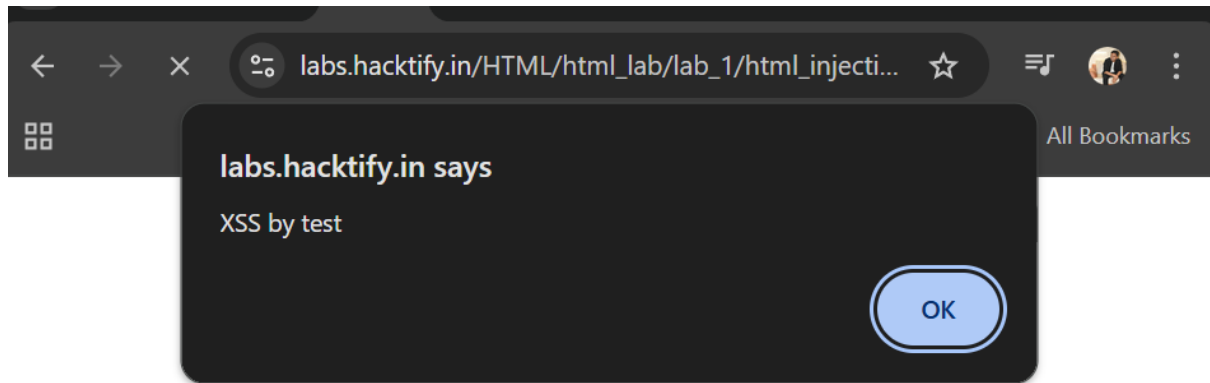 labs.hacktify.in/HTML/html_lab/lab_1/html_injecti...
All Bookmarks
labs.hacktify.in says
XSS by test
OK